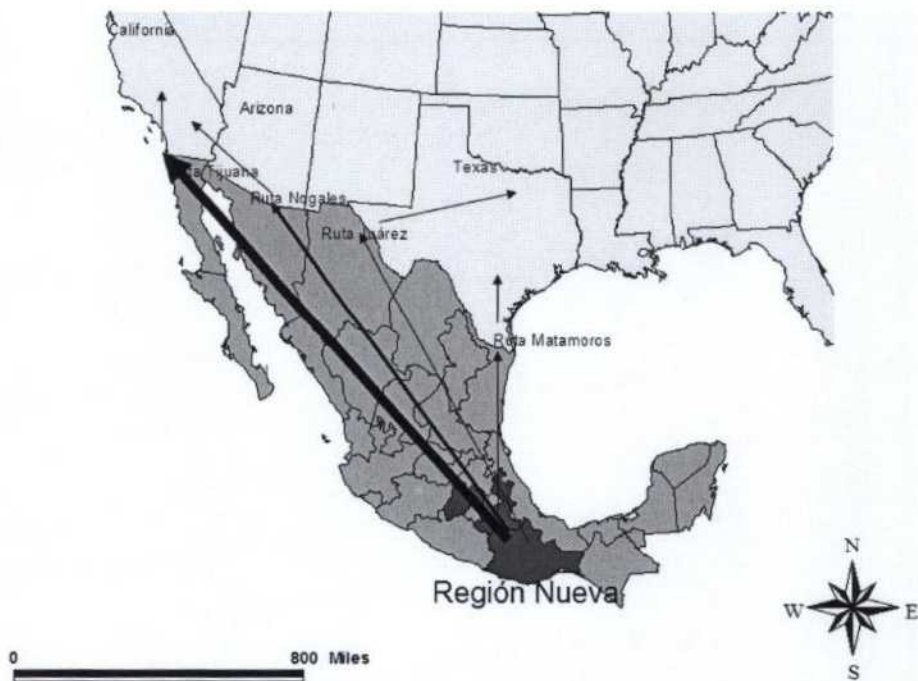 California
Arizona
Texas
Tijuana
Ruta Nogales
Ruta Juárez
Ruta Matamoros
Región Nueva
N
W E
S
0 800 Miles